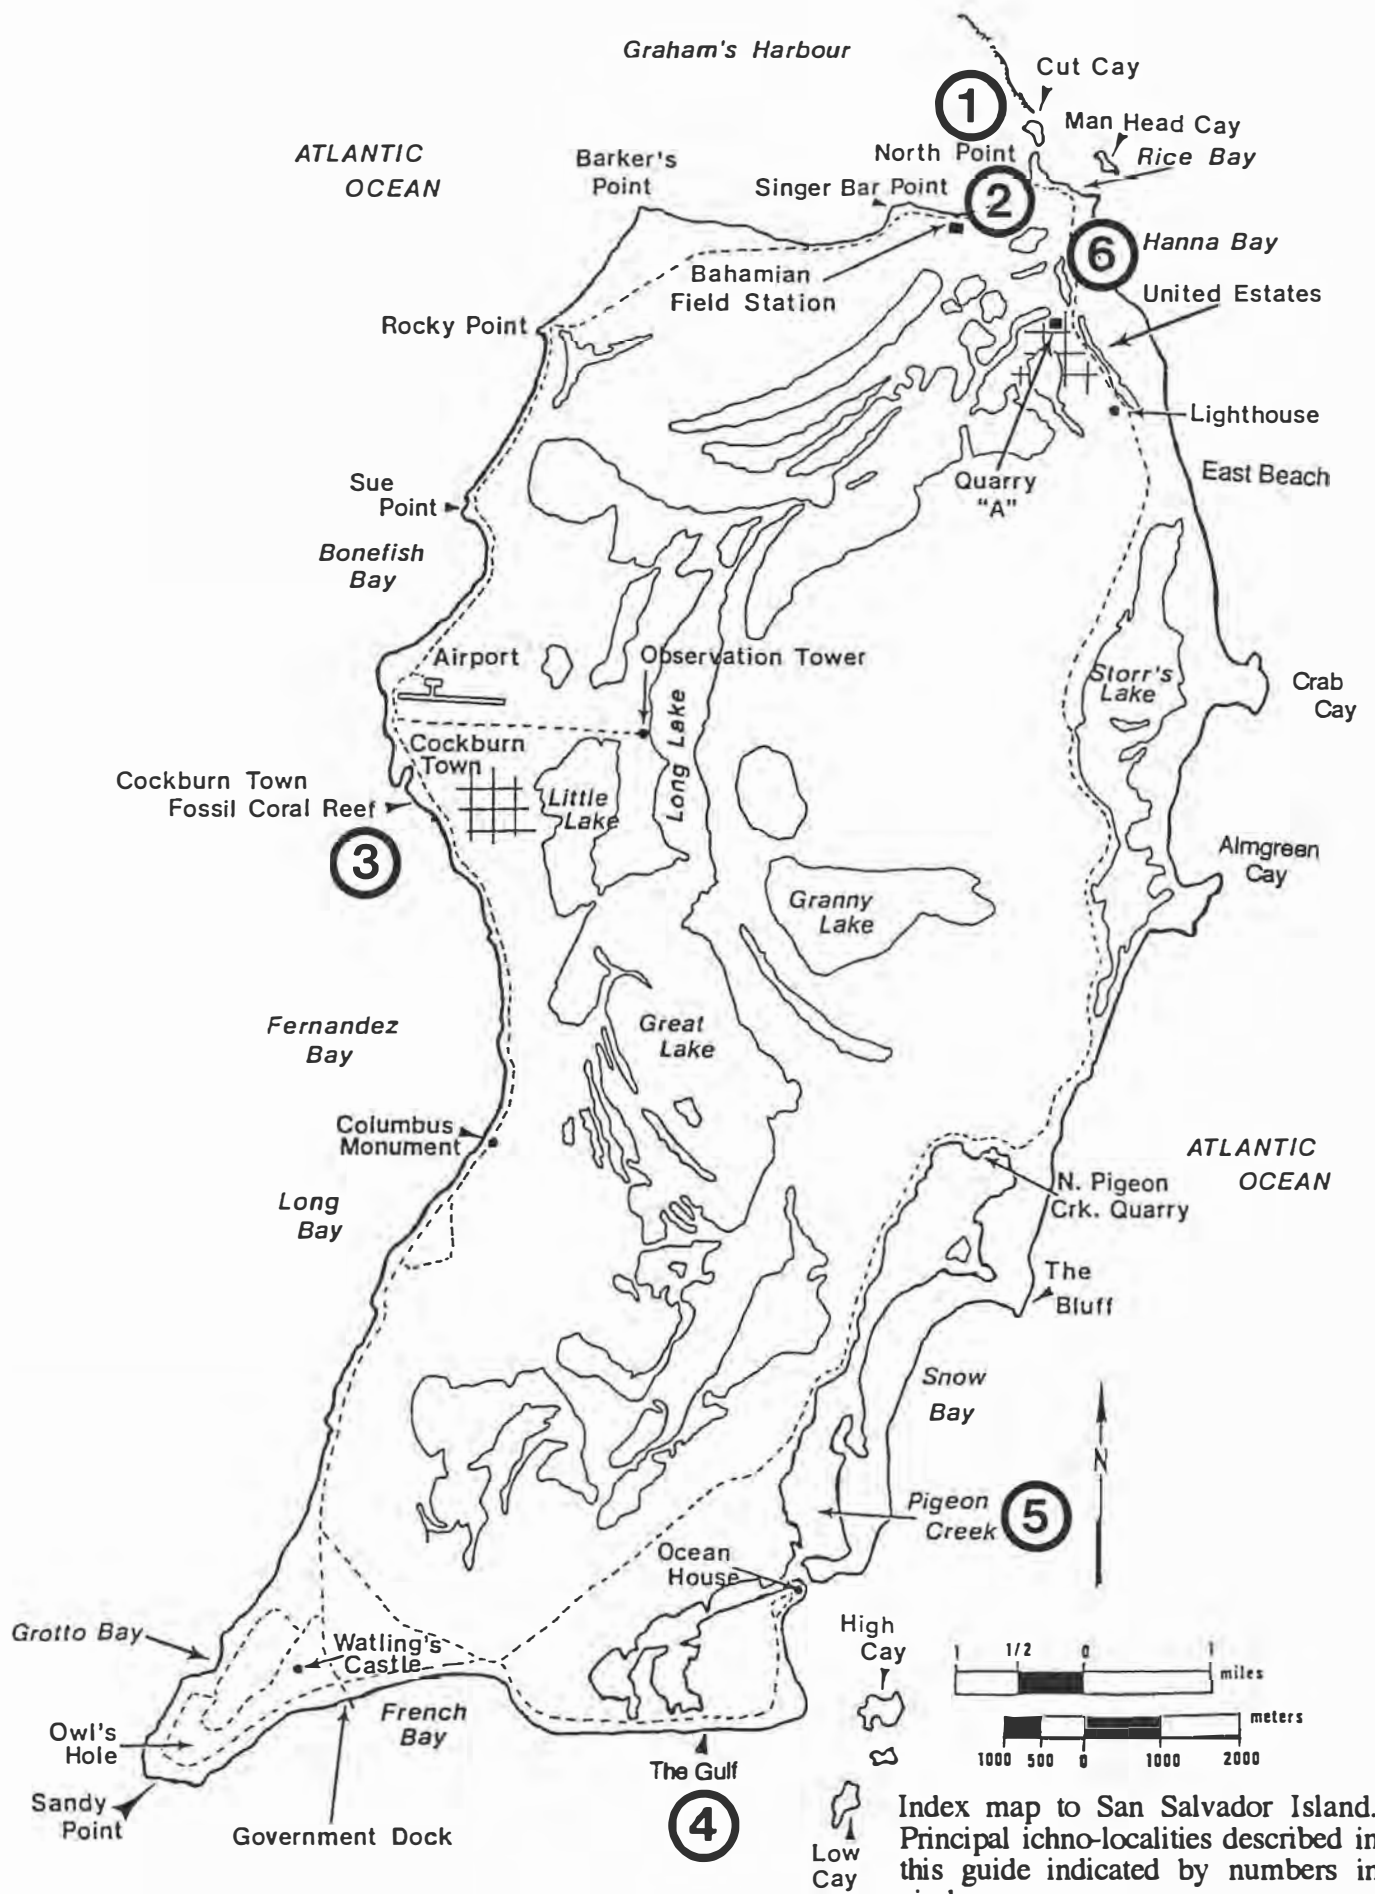 Graham's Harbour
Cut Cay
1
Man Head Cay
ATLANTIC
OCEAN
Barker's
Point
North Point
Rice Bay
Singer Bar Point
2
6
Hanna Bay
Bahamian
Field Station
United Estates
Rocky Point
Lighthouse
Sue
Point
Quarry
"A"
East Beach
Bonefish
Bay
Airport
Observation Tower
Storr's
Lake
Crab
Cay
Long Lake
Cockburn
Town
Cockburn Town
Fossil Coral Reef
Little
Lake
3
Almgreen
Cay
Granny
Lake
Fernandez
Bay
Great
Lake
Columbus
Monument
ATLANTIC
OCEAN
Long
Bay
N. Pigeon
Crk. Quarry
The
Bluff
Snow
Bay
N
Pigeon
Creek
5
Ocean
House
Grotto Bay
Watling's
Castle
High
Cay
1 1/2 0 1
miles
French
Bay
Owl's
Hole
meters
1000 500 0 1000 2000
The Gulf
Sandy
Point
4
Government Dock
Low
Cay
Index map to San Salvador Island.
Principal ichno-localities described in
this guide indicated by numbers in